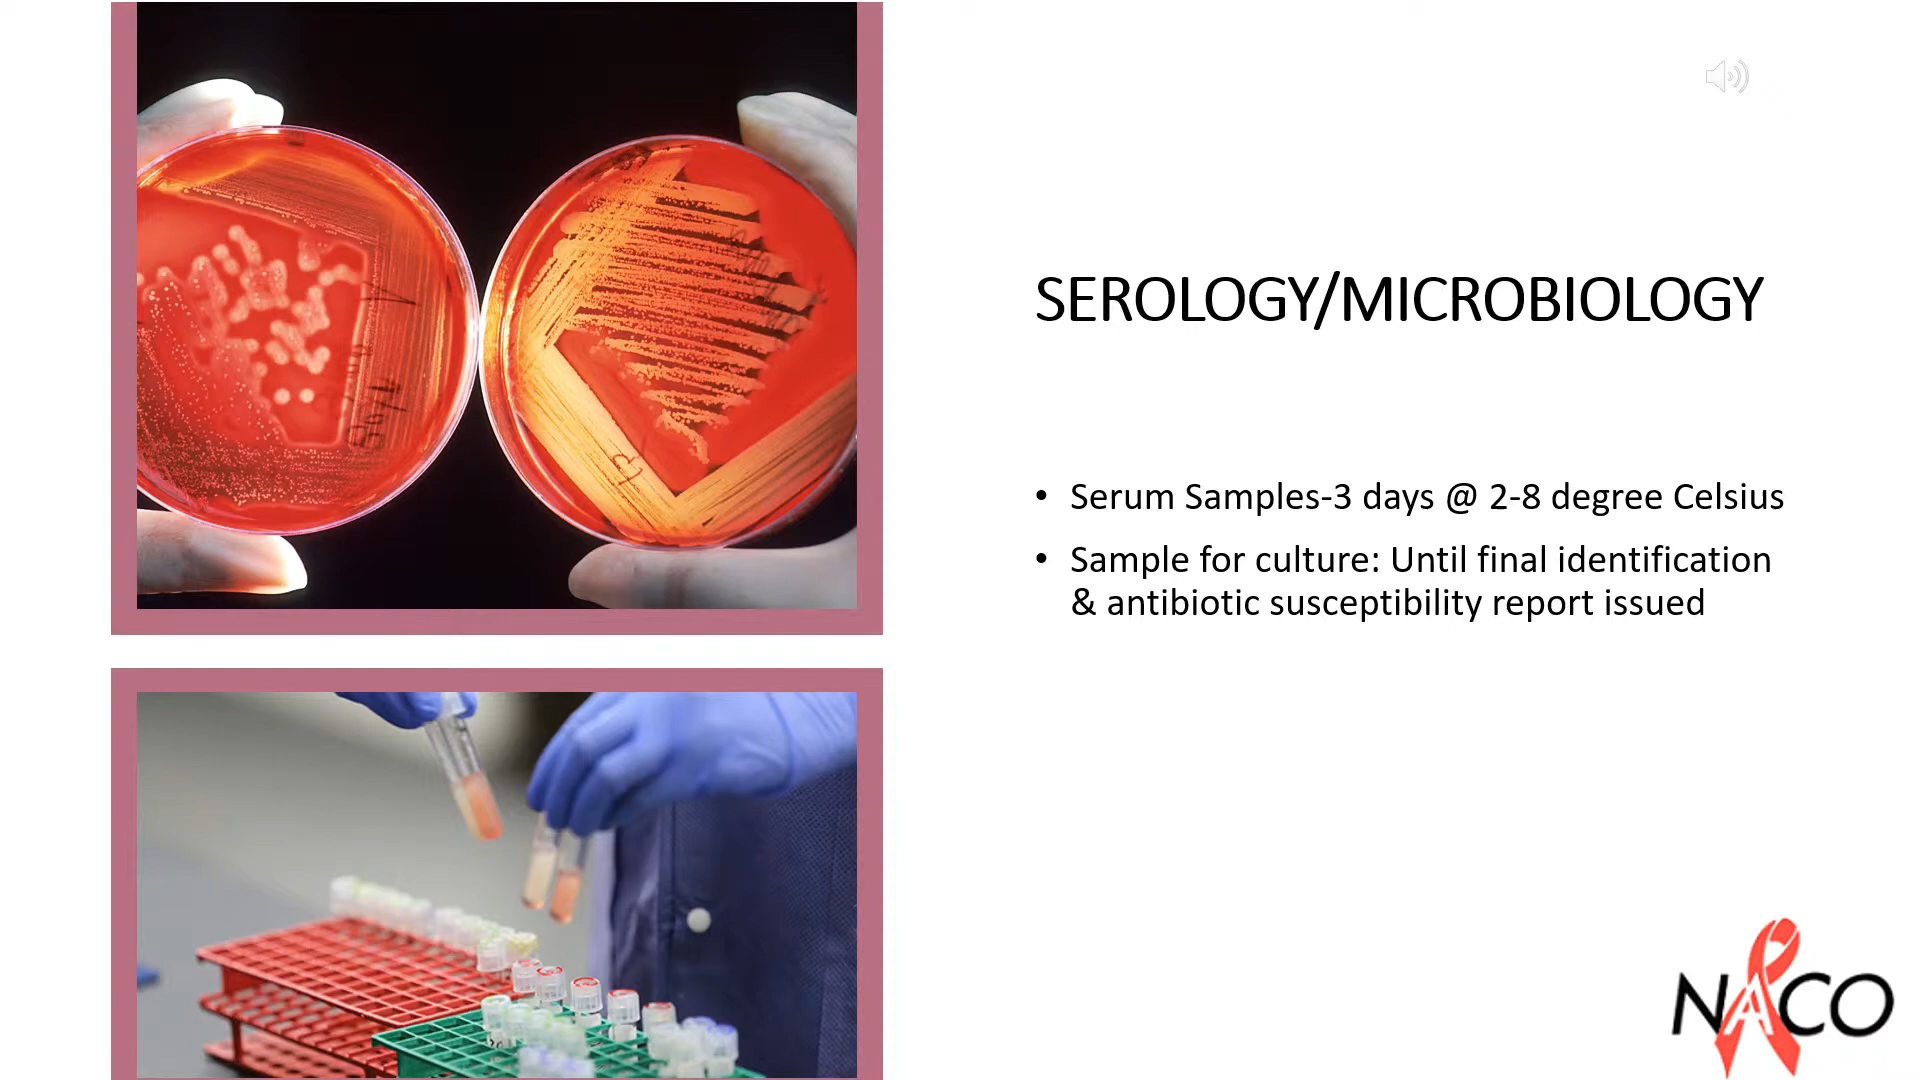 SEROLOGY/MICROBIOLOGY
• Serum Samples-3 days @ 2-8 degree Celsius
• Sample for culture: Until final identification
& antibiotic susceptibility report issued
NACO